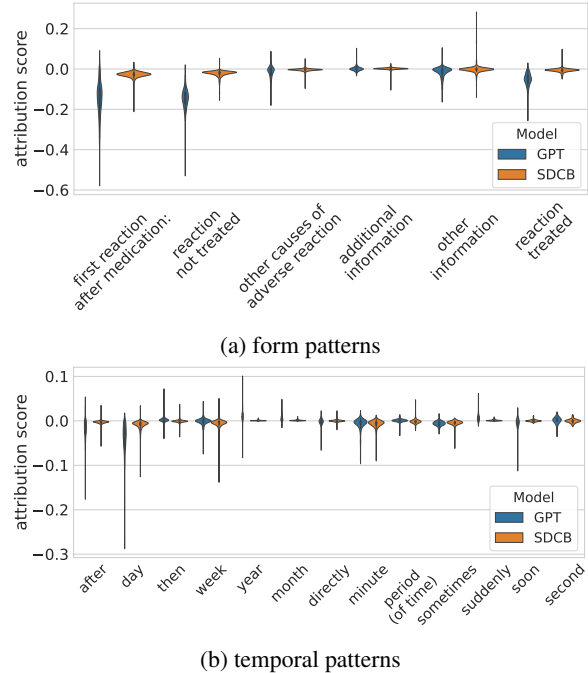 0.2
0.0
−0.2
−0.4
−0.6
attribution score
Model
GPT
SDCB
first reaction
after medication:
reaction
not treated
other causes of
adverse reaction
additional
information
other
information
reaction
treated
(a) form patterns
0.1
0.0
−0.1
−0.2
−0.3
attribution score
Model
GPT
SDCB
after
day
then
week
year
month
directly
minute
period
(of time)
sometimes
suddenly
soon
second
(b) temporal patterns